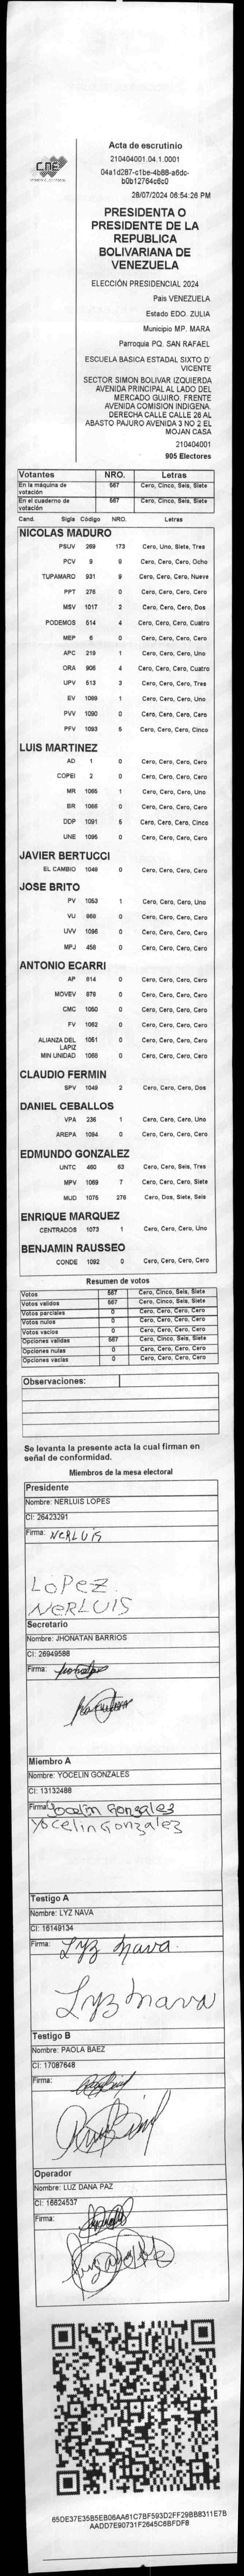 CNE
Acta de escrutinio
210404001.04.1.0001
04a1d287-c1be-4b88-a6dc-
b0b12764c6c0
28/07/2024 06:54:26 PM
PRESIDENTA O
PRESIDENTE DE LA
REPUBLICA
BOLIVARIANA DE
VENEZUELA
ELECCIÓN PRESIDENCIAL 2024
Pais VENEZUELA
Estado EDO. ZULIA
Municipio MP. MARA
Parroquia PQ. SAN RAFAEL
ESCUELA BASICA ESTADAL SIXTO D´
VICENTE
SECTOR SIMON BOLIVAR IZQUIERDA
AVENIDA PRINCIPAL AL LADO DEL
MERCADO GUJIRO. FRENTE
AVENIDA COMISION INDIGENA.
DERECHA CALLE CALLE 26 AL
ABASTO PAJURO AVENIDA 3 NO 2 EL
MOJAN CASA
210404001
905 Electores
Votantes NRO. Letras
En la máquina de votación 567 Cero, Cinco, Seis, Siete
En el cuaderno de votación 567 Cero, Cinco, Seis, Siete
Cand. Sigla Código NRO. Letras
NICOLAS MADURO
PSUV 269 173 Cero, Uno, Siete, Tres
PCV 9 8 Cero, Cero, Cero, Ocho
TUPAMARO 931 9 Cero, Cero, Cero, Nueve
PPT 276 0 Cero, Cero, Cero, Cero
MSV 1017 2 Cero, Cero, Cero, Dos
PODEMOS 514 4 Cero, Cero, Cero, Cuatro
MEP 6 0 Cero, Cero, Cero, Cero
APC 219 1 Cero, Cero, Cero, Uno
ORA 906 4 Cero, Cero, Cero, Cuatro
UPV 513 3 Cero, Cero, Cero, Tres
EV 1099 1 Cero, Cero, Cero, Uno
PVV 1090 0 Cero, Cero, Cero, Cero
PFV 1093 5 Cero, Cero, Cero, Cinco
LUIS MARTINEZ
AD 1 0 Cero, Cero, Cero, Cero
COPEI 2 0 Cero, Cero, Cero, Cero
MR 1065 1 Cero, Cero, Cero, Uno
BR 1066 0 Cero, Cero, Cero, Cero
DDP 1091 5 Cero, Cero, Cero, Cinco
UNE 1095 0 Cero, Cero, Cero, Cero
JAVIER BERTUCCI
EL CAMBIO 1048 0 Cero, Cero, Cero, Cero
JOSE BRITO
PV 1053 1 Cero, Cero, Cero, Uno
VU 868 0 Cero, Cero, Cero, Cero
UVV 1096 0 Cero, Cero, Cero, Cero
MPJ 458 0 Cero, Cero, Cero, Cero
ANTONIO ECARRI
AP 814 0 Cero, Cero, Cero, Cero
MOVEV 878 0 Cero, Cero, Cero, Cero
CMC 1050 0 Cero, Cero, Cero, Cero
FV 1062 0 Cero, Cero, Cero, Cero
ALIANZA DEL LAPIZ 1051 0 Cero, Cero, Cero, Cero
MIN UNIDAD 1068 0 Cero, Cero, Cero, Cero
CLAUDIO FERMIN
SPV 1049 2 Cero, Cero, Cero, Dos
DANIEL CEBALLOS
VPA 236 1 Cero, Cero, Cero, Uno
AREPA 1094 0 Cero, Cero, Cero, Cero
EDMUNDO GONZALEZ
UNTC 460 63 Cero, Cero, Seis, Tres
MPV 1069 7 Cero, Cero, Cero, Siete
MUD 1075 276 Cero, Dos, Siete, Seis
ENRIQUE MARQUEZ
CENTRADOS 1073 1 Cero, Cero, Cero, Uno
BENJAMIN RAUSSEO
CONDE 1092 0 Cero, Cero, Cero, Cero
Resumen de votos
Votos 567 Cero, Cinco, Seis, Siete
Votos validos 567 Cero, Cinco, Seis, Siete
Votos parciales 0 Cero, Cero, Cero, Cero
Votos nulos 0 Cero, Cero, Cero, Cero
Votos vacios 0 Cero, Cero, Cero, Cero
Opciones validas 567 Cero, Cinco, Seis, Siete
Opciones nulas 0 Cero, Cero, Cero, Cero
Opciones vacias 0 Cero, Cero, Cero, Cero
Observaciones:
Se levanta la presente acta la cual firman en
señal de conformidad.
Miembros de la mesa electoral
Presidente
Nombre: NERLUIS LOPES
CI: 26423291
Firma: NERLUIS
LOPEZ
NERLUIS
Secretario
Nombre: JHONATAN BARRIOS
CI: 26949588
Firma:
Miembro A
Nombre: YOCELIN GONZALES
CI: 13132488
Firma: Yocelin Gonzalez
Yocelin Gonzalez
Testigo A
Nombre: LYZ NAVA
CI: 16149134
Firma: Lyz Nava.
Lyz Nava
Testigo B
Nombre: PAOLA BAEZ
CI: 17087648
Firma:
Operador
Nombre: LUZ DANA PAZ
CI: 16624537
Firma:
65DE37E35B5EB06AA61C7BF593D2FF29BB8311E7B
AADD7E90731F2645C6BFDF8